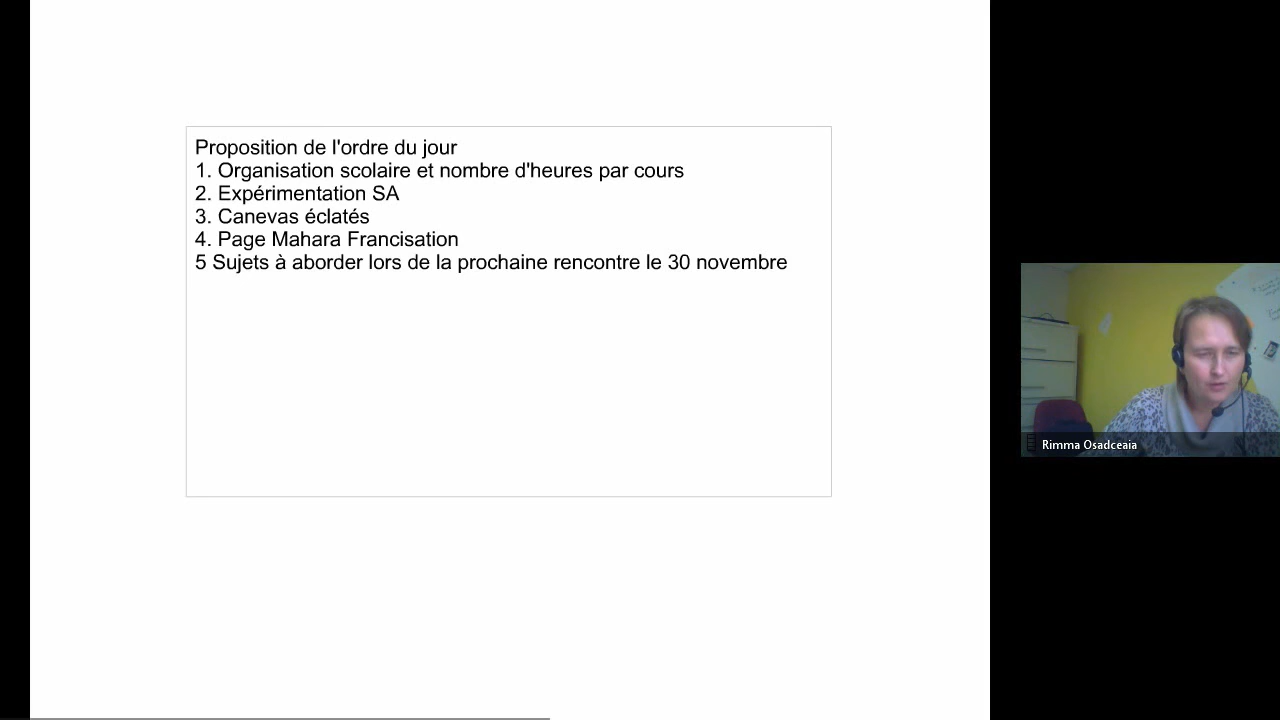 Proposition de l'ordre du jour
1. Organisation scolaire et nombre d'heures par cours
2. Expérimentation SA
3. Canevas éclatés
4. Page Mahara Francisation
5 Sujets à aborder lors de la prochaine rencontre le 30 novembre
Rimma Osadceaia